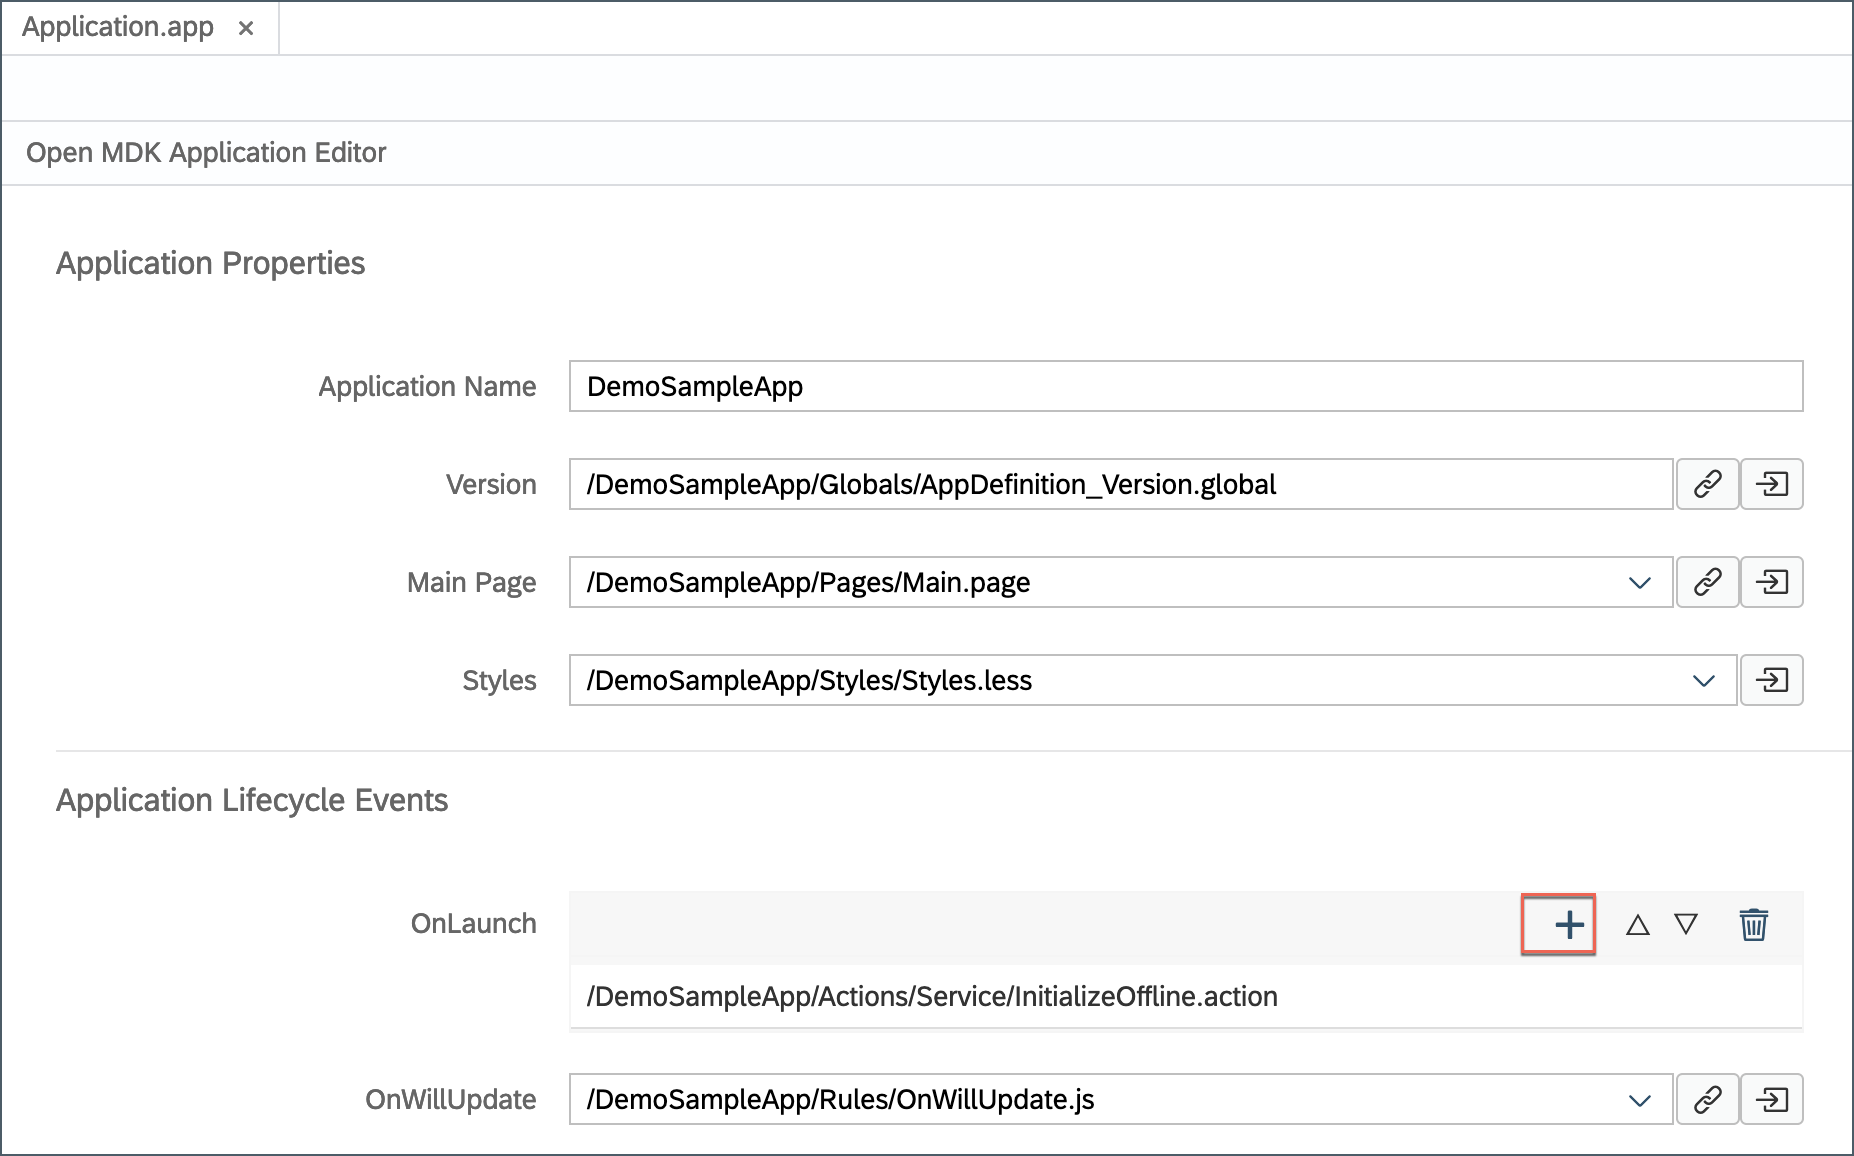 Application.app ×
Open MDK Application Editor
Application Properties
Application Name DemoSampleApp
Version /DemoSampleApp/Globals/AppDefinition_Version.global
Main Page /DemoSampleApp/Pages/Main.page
Styles /DemoSampleApp/Styles/Styles.less
Application Lifecycle Events
OnLaunch
/DemoSampleApp/Actions/Service/InitializeOffline.action
OnWillUpdate /DemoSampleApp/Rules/OnWillUpdate.js